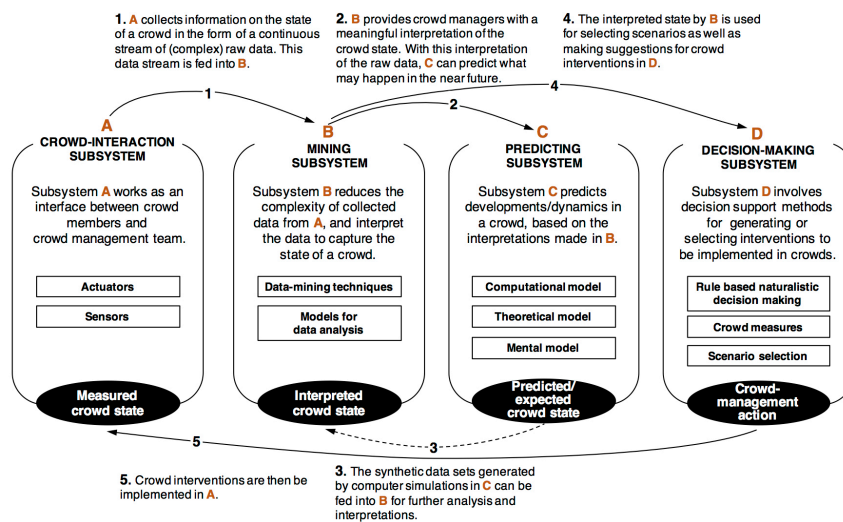 1. A collects information on the state
of a crowd in the form of a continuous
stream of (complex) raw data. This
data stream is fed into B.
2. B provides crowd managers with a
meaningful interpretation of the
crowd state. With this interpretation
of the raw data, C can predict what
may happen in the near future.
4. The interpreted state by B is used
for selecting scenarios as well as
making suggestions for crowd
interventions in D.
1
4
2
A
CROWD-INTERACTION
SUBSYSTEM
Subsystem A works as an
interface between crowd
members and
crowd management team.
Actuators
Sensors
Measured
crowd state
B
MINING
SUBSYSTEM
Subsystem B reduces the
complexity of collected
data from A, and interpret
the data to capture the
state of a crowd.
Data-mining techniques
Models for
data analysis
Interpreted
crowd state
C
PREDICTING
SUBSYSTEM
Subsystem C predicts
developments/dynamics in
a crowd, based on the
interpretations made in B.
Computational model
Theoretical model
Mental model
Predicted/
expected
crowd state
D
DECISION-MAKING
SUBSYSTEM
Subsystem D involves
decision support methods
for generating or
selecting interventions to
be implemented in crowds.
Rule based naturalistic
decision making
Crowd measures
Scenario selection
Crowd-
management
action
5
3
5. Crowd interventions are then be
implemented in A.
3. The synthetic data sets generated
by computer simulations in C can be
fed into B for further analysis and
interpretations.